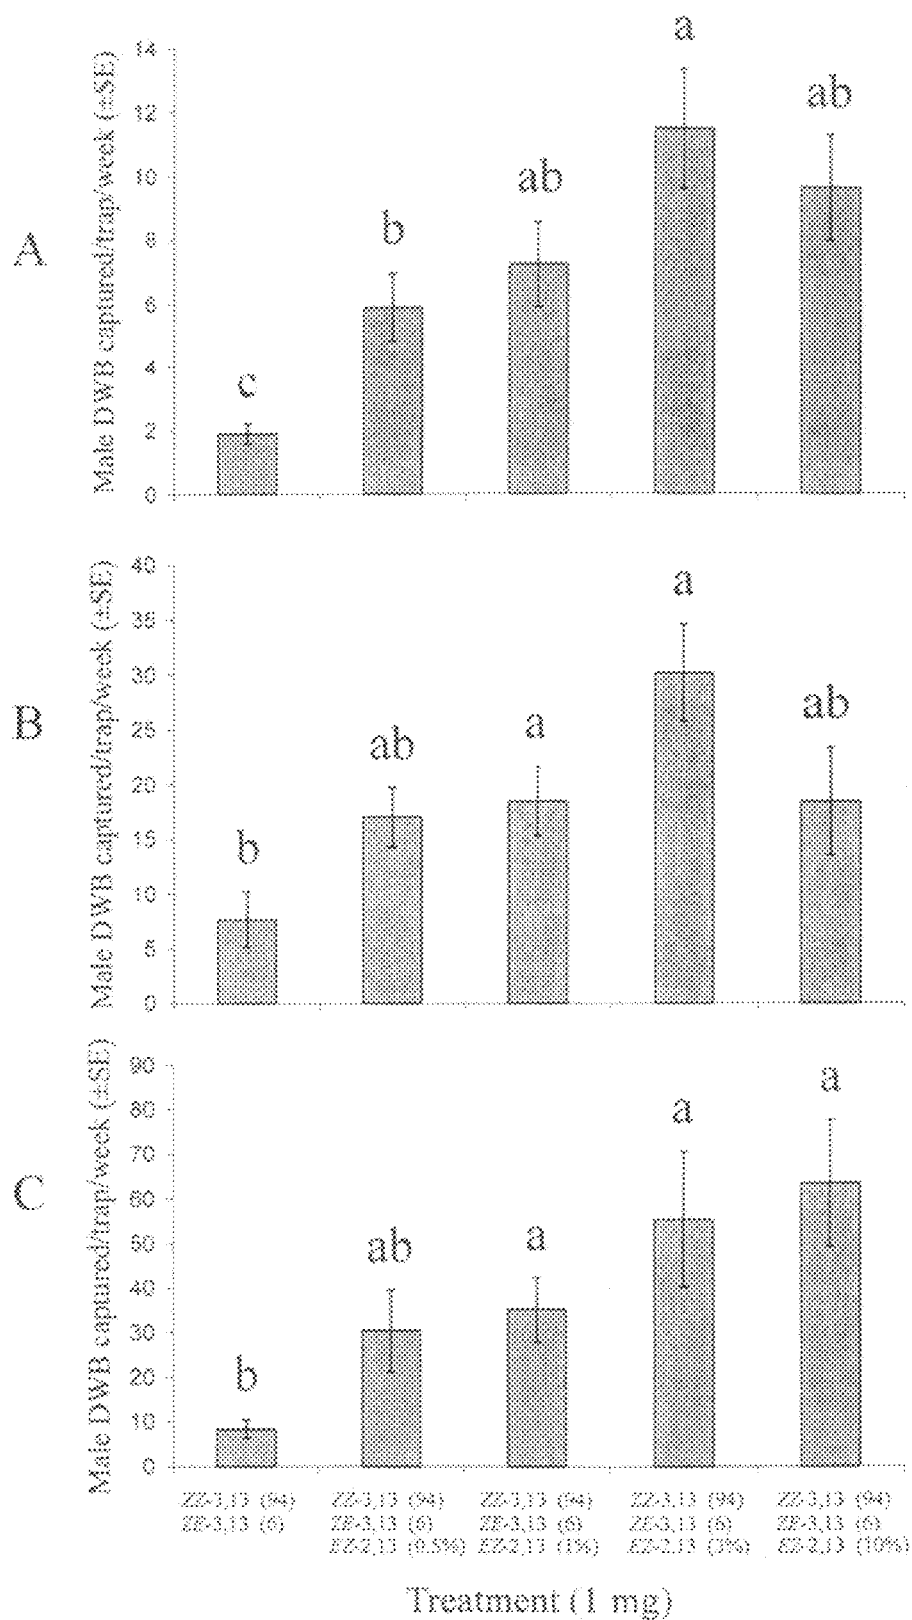 A
Male DWB captured/trap/week (±SE)
14
12
10
8
6
4
2
0
c
b
ab
a
ab
B
Male DWB captured/trap/week (±SE)
40
35
30
25
20
15
10
5
0
b
ab
a
a
ab
C
Male DWB captured/trap/week (±SE)
90
80
70
60
50
40
30
20
10
0
b
ab
a
a
a
ZZ-3,13 (94)
ZE-3,13 (6)
ZZ-3,13 (94)
ZE-3,13 (6)
EZ-2,13 (0.5%)
ZZ-3,13 (94)
ZE-3,13 (6)
EZ-2,13 (1%)
ZZ-3,13 (94)
ZE-3,13 (6)
EZ-2,13 (3%)
ZZ-3,13 (94)
ZE-3,13 (6)
EZ-2,13 (10%)
Treatment (1 mg)